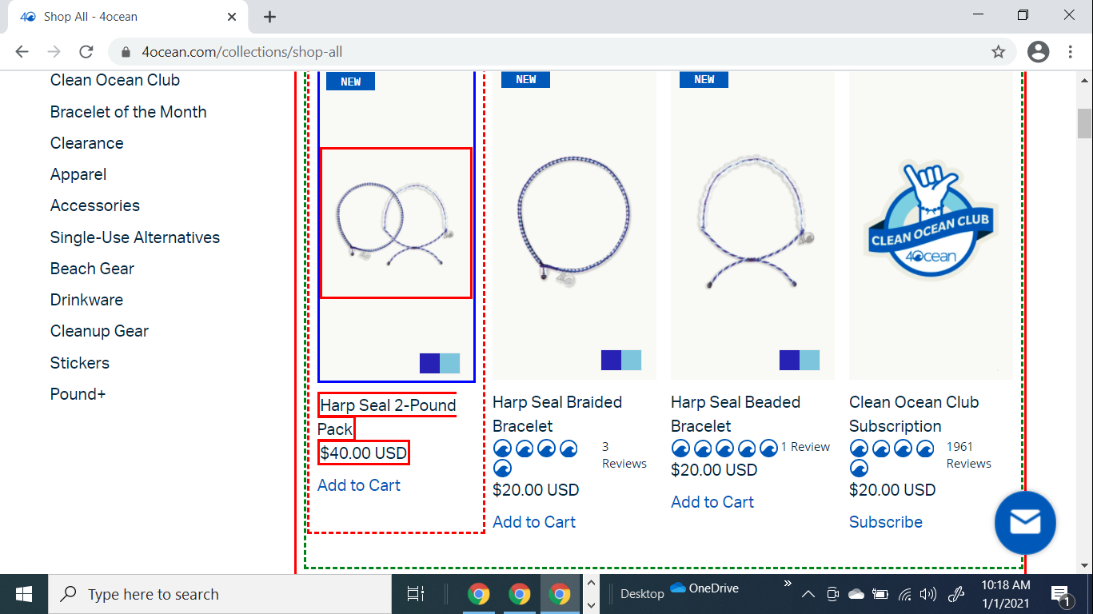 Shop All - 4ocean
4ocean.com/collections/shop-all
Clean Ocean Club
Bracelet of the Month
Clearance
Apparel
Accessories
Single-Use Alternatives
Beach Gear
Drinkware
Cleanup Gear
Stickers
Pound+
NEW
Harp Seal 2-Pound
Pack
$40.00 USD
Add to Cart
NEW
Harp Seal Braided
Bracelet
3
Reviews
$20.00 USD
Add to Cart
NEW
Harp Seal Beaded
Bracelet
1 Review
$20.00 USD
Add to Cart
CLEAN OCEAN CLUB
4ocean
Clean Ocean Club
Subscription
1961
Reviews
$20.00 USD
Subscribe
Type here to search
Desktop
OneDrive
10:18 AM
1/1/2021
1